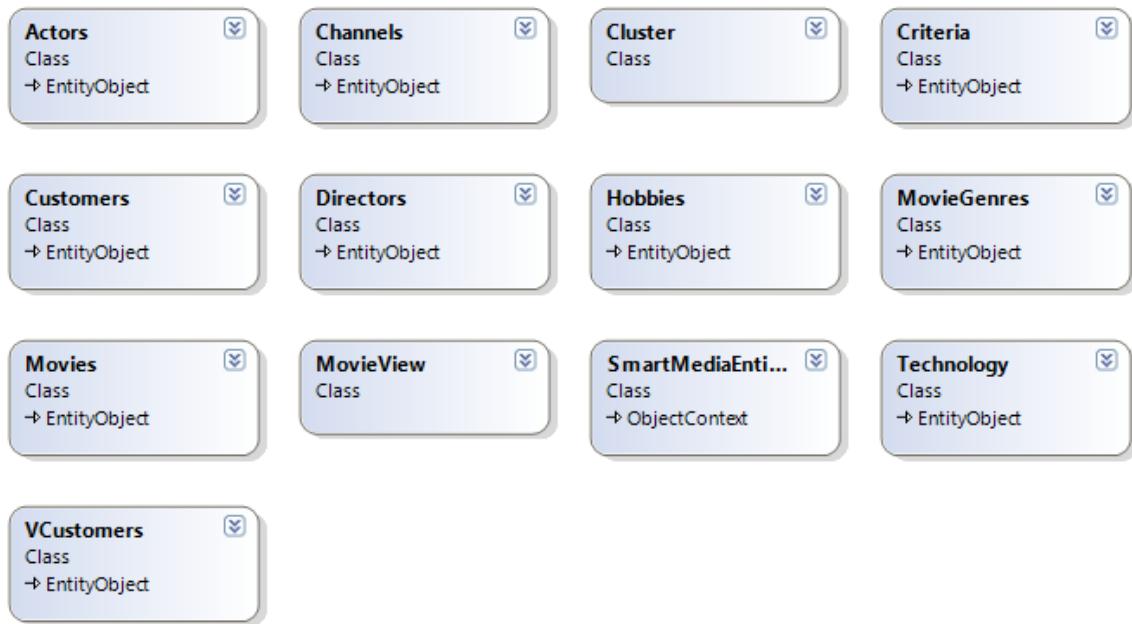 Actors
Class
EntityObject
Channels
Class
EntityObject
Cluster
Class
Criteria
Class
EntityObject
Customers
Class
EntityObject
Directors
Class
EntityObject
Hobbies
Class
EntityObject
MovieGenres
Class
EntityObject
Movies
Class
EntityObject
MovieView
Class
SmartMediaEnti...
Class
ObjectContext
Technology
Class
EntityObject
VCustomers
Class
EntityObject